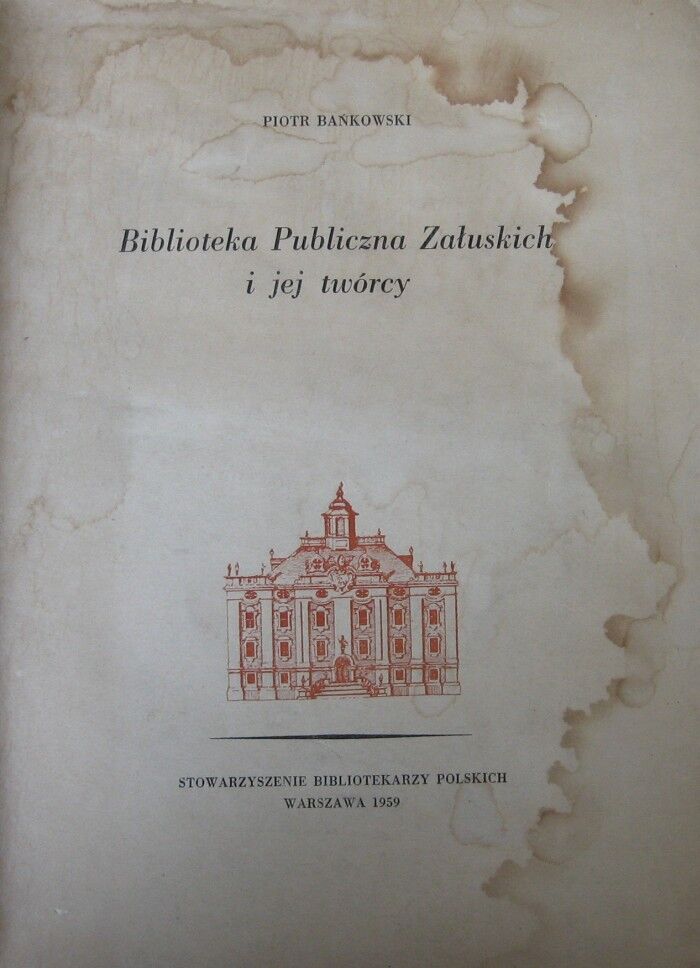 PIOTR BAŃKOWSKI
Biblioteka Publiczna Załuskich
i jej twórcy
STOWARZYSZENIE BIBLIOTEKARZY POLSKICH
WARSZAWA 1959